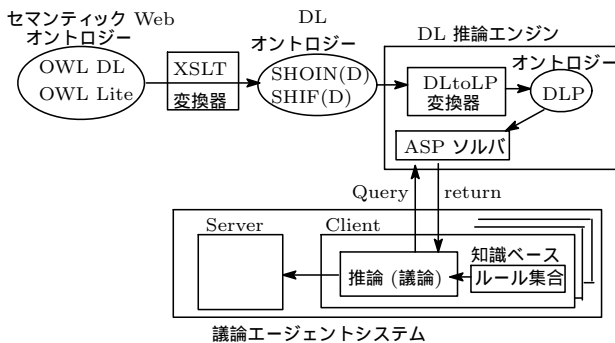 セマンティック Web
オントロジー
OWL DL
OWL Lite
XSLT
変換器
DL
オントロジー
SHOIN(D)
SHIF(D)
DL 推論エンジン
DLtoLP
変換器
オントロジー
DLP
ASP ソルバ
Query
return
Server
Client
推論 (議論)
知識ベース
ルール集合
議論エージェントシステム